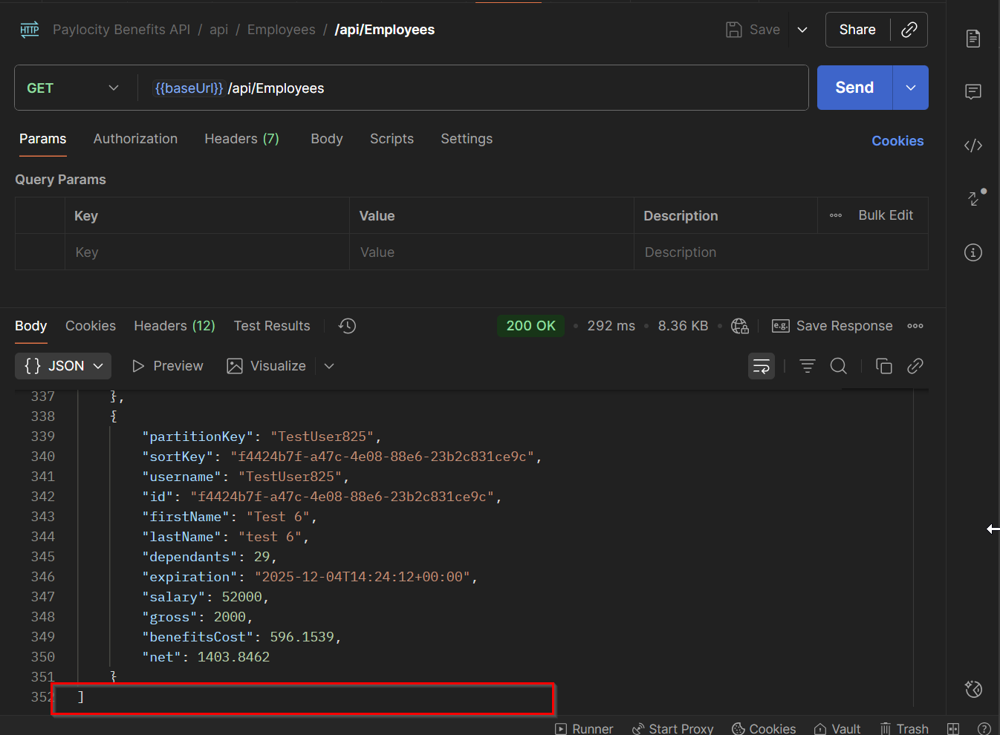 HTTP Paylocity Benefits API / api / Employees / /api/Employees Save Share
GET {{baseUrl}} /api/Employees Send
Params Authorization Headers (7) Body Scripts Settings Cookies
Query Params
Key Value Description Bulk Edit
Key Value Description
Body Cookies Headers (12) Test Results 200 OK • 292 ms • 8.36 KB • e.g. Save Response
{} JSON Preview Visualize
337 },
338 {
339 "partitionKey": "TestUser825",
340 "sortKey": "f4424b7f-a47c-4e08-88e6-23b2c831ce9c",
341 "username": "TestUser825",
342 "id": "f4424b7f-a47c-4e08-88e6-23b2c831ce9c",
343 "firstName": "Test 6",
344 "lastName": "test 6",
345 "dependants": 29,
346 "expiration": "2025-12-04T14:24:12+00:00",
347 "salary": 52000,
348 "gross": 2000,
349 "benefitsCost": 596.1539,
350 "net": 1403.8462
351 }
352 ]
Runner Start Proxy Cookies Vault Trash